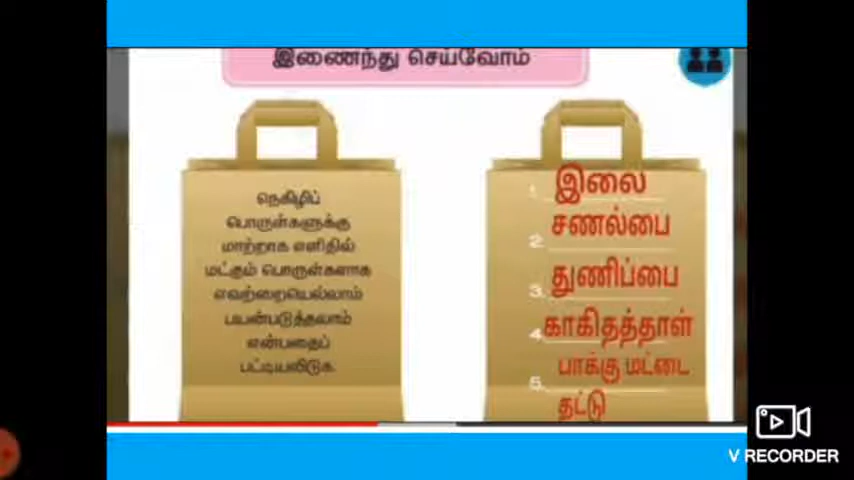 இணைந்து செய்வோம்
நெகிழிப்
பொருள்களுக்கு
மாற்றாக எளிதில்
மட்கும் பொருள்களாக
எவற்றையெல்லாம்
பயன்படுத்தலாம்
என்பதைப்
பட்டியலிடுக.
1. இலை
2. சணல்பை
3. துணிப்பை
4. காகிதத்தாள்
5. பாக்கு மட்டை
தட்டு
V RECORDER